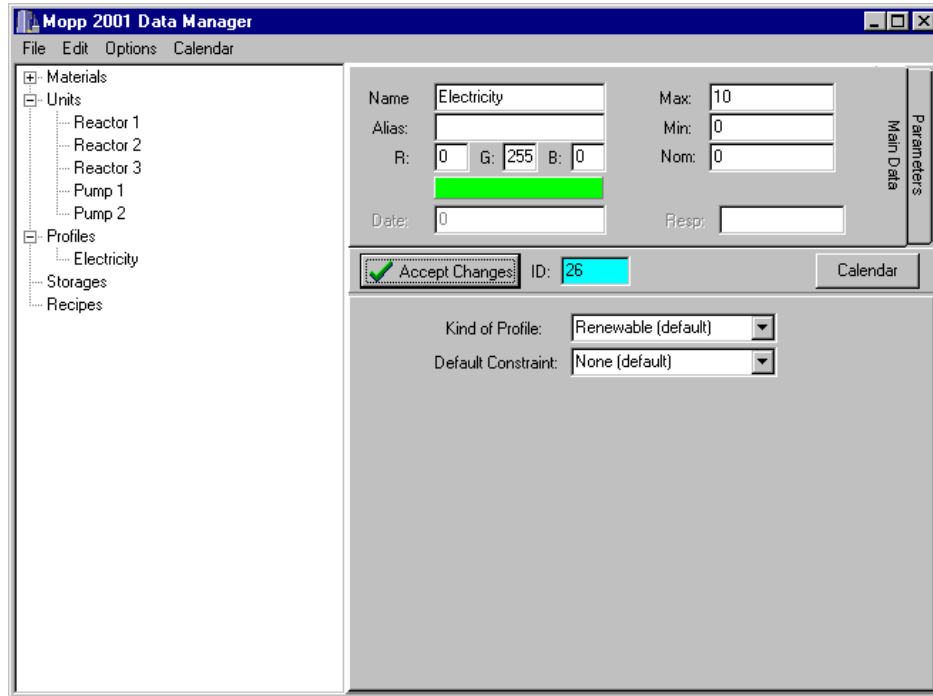 Mopp 2001 Data Manager
File Edit Options Calendar
Materials
Units
Reactor 1
Reactor 2
Reactor 3
Pump 1
Pump 2
Profiles
Electricity
Storages
Recipes
Name Electricity Max: 10
Alias: Min: 0
R: 0 G: 255 B: 0 Nom: 0
Date: 0 Resp:
Main Data
Parameters
Accept Changes ID: 26 Calendar
Kind of Profile: Renewable (default)
Default Constraint: None (default)